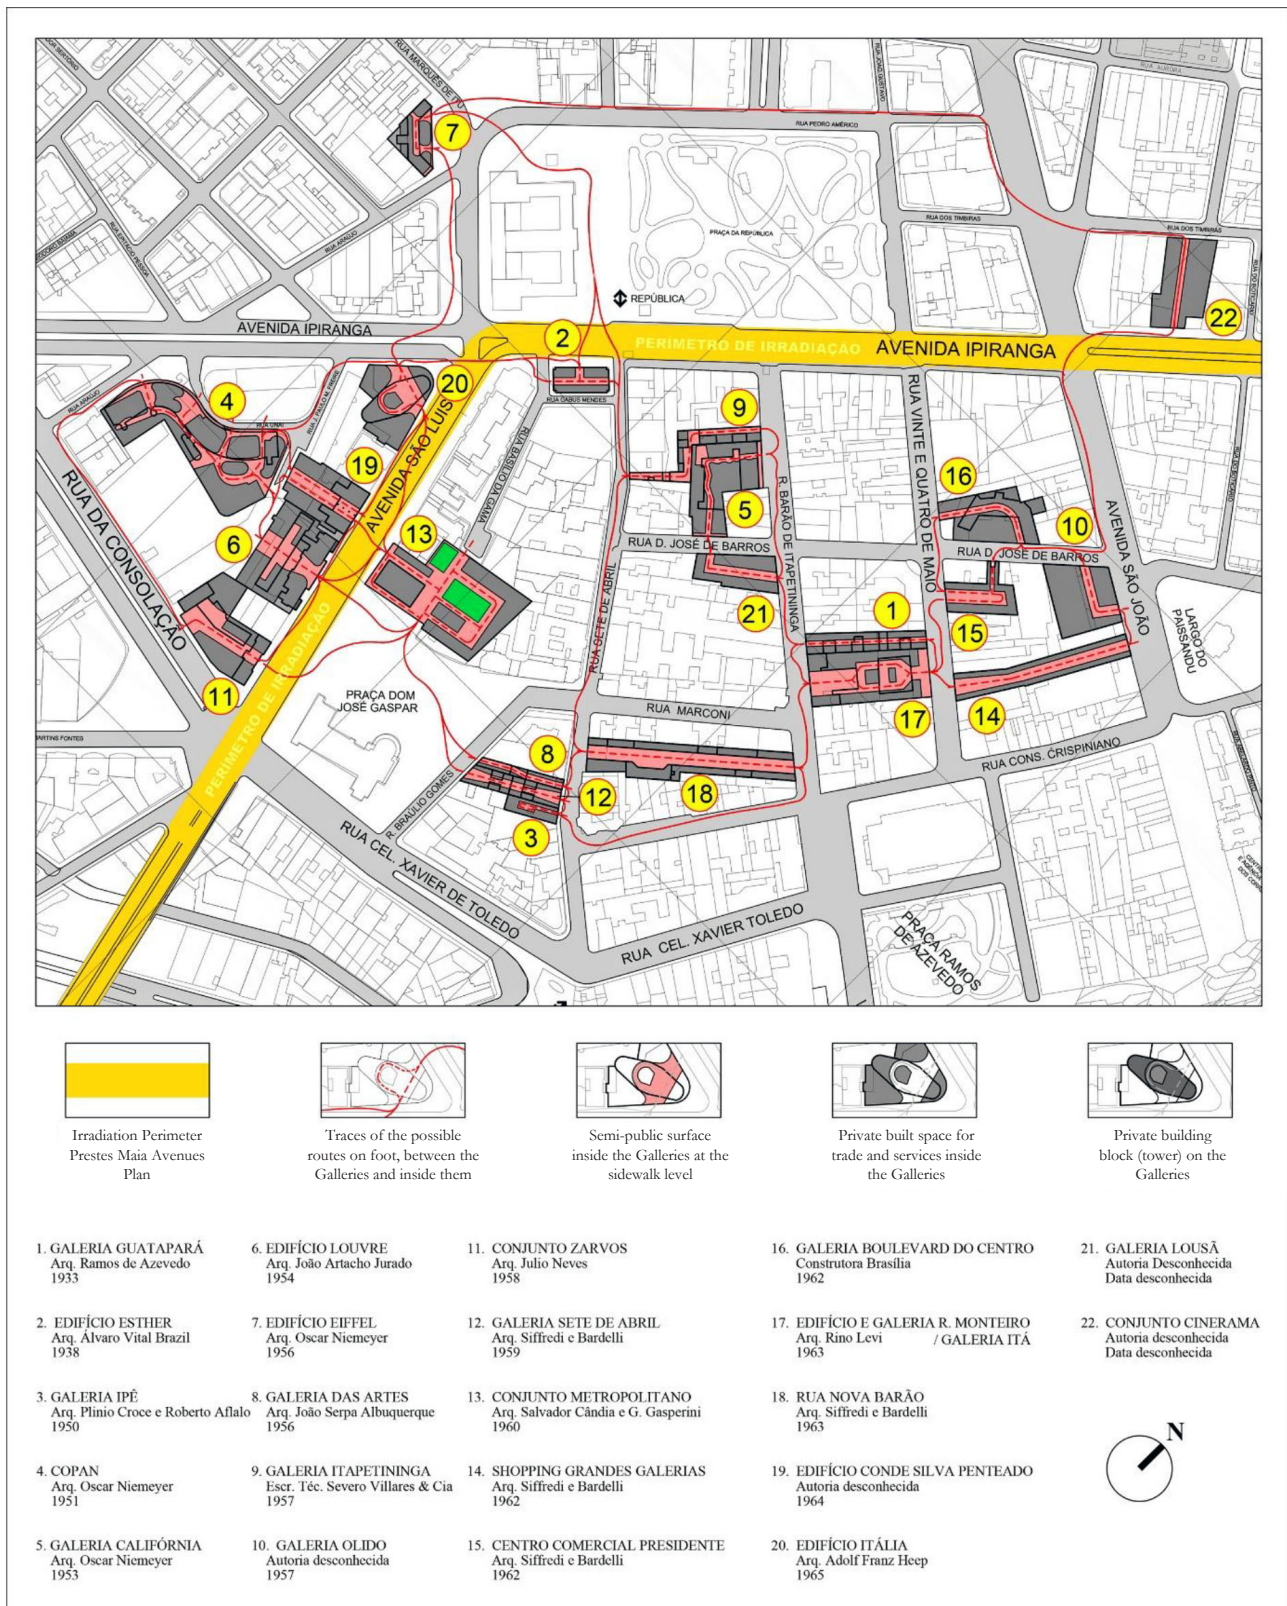 RUA MARQUÊS DE ITU
RUA AURORA
RUA PEDRO AMÉRICO
7
RUA DOS TIMBIRAS
RUA DOS TIMBIRAS
PRAÇA DA REPÚBLICA
RUA ARAÚJO
REPÚBLICA
22
AVENIDA IPIRANGA
2
PERÍMETRO DE IRRADIAÇÃO
AVENIDA IPIRANGA
20
RUA GABUS MENDES
RUA ARAÚJO
4
9
19
AVENIDA SÃO LUIS
RUA BASÍLIO DA GAMA
RUA VINTE E QUATRO DE MAIO
16
5
R. BARÃO DE ITAPETININGA
RUA DA CONSOLAÇÃO
6
13
10
AVENIDA SÃO JOÃO
RUA D. JOSÉ DE BARROS
RUA D. JOSÉ DE BARROS
RUA SETE DE ABRIL
21
1
15
LARGO DO
PAISSANDU
11
PRAÇA DOM
JOSÉ GASPAR
RUA MARCONI
17
14
PERÍMETRO DE IRRADIAÇÃO
MARTINS FONTES
RUA CONS. CRISPINIANO
8
12
18
R. BRAÚLIO GOMES
3
RUA CEL. XAVIER DE TOLEDO
RUA CEL. XAVIER TOLEDO
PRAÇA RAMOS
DE AZEVEDO
Irradiation Perimeter
Prestes Maia Avenues
Plan
Traces of the possible
routes on foot, between the
Galleries and inside them
Semi-public surface
inside the Galleries at the
sidewalk level
Private built space for
trade and services inside
the Galleries
Private building
block (tower) on the
Galleries
1. GALERIA GUATAPARÁ
Arq. Ramos de Azevedo
1933
2. EDIFÍCIO ESTHER
Arq. Álvaro Vital Brazil
1938
3. GALERIA IPÊ
Arq. Plinio Croce e Roberto Aflalo
1950
4. COPAN
Arq. Oscar Niemeyer
1951
5. GALERIA CALIFÓRNIA
Arq. Oscar Niemeyer
1953
6. EDIFÍCIO LOUVRE
Arq. João Artacho Jurado
1954
7. EDIFÍCIO EIFFEL
Arq. Oscar Niemeyer
1956
8. GALERIA DAS ARTES
Arq. João Serpa Albuquerque
1956
9. GALERIA ITAPETININGA
Escr. Téc. Severo Villares & Cia
1957
10. GALERIA OLIDO
Autoria desconhecida
1957
11. CONJUNTO ZARVOS
Arq. Julio Neves
1958
12. GALERIA SETE DE ABRIL
Arq. Siffredi e Bardelli
1959
13. CONJUNTO METROPOLITANO
Arq. Salvador Cândia e G. Gasperini
1960
14. SHOPPING GRANDES GALERIAS
Arq. Siffredi e Bardelli
1962
15. CENTRO COMERCIAL PRESIDENTE
Arq. Siffredi e Bardelli
1962
16. GALERIA BOULEVARD DO CENTRO
Construtora Brasília
1962
17. EDIFÍCIO E GALERIA R. MONTEIRO
Arq. Rino Levi / GALERIA ITÁ
1963
18. RUA NOVA BARÃO
Arq. Siffredi e Bardelli
1963
19. EDIFÍCIO CONDE SILVA PENTEADO
Autoria desconhecida
1964
20. EDIFÍCIO ITÁLIA
Arq. Adolf Franz Heep
1965
21. GALERIA LOUSÃ
Autoria Desconhecida
Data desconhecida
22. CONJUNTO CINERAMA
Autoria desconhecida
Data desconhecida
N